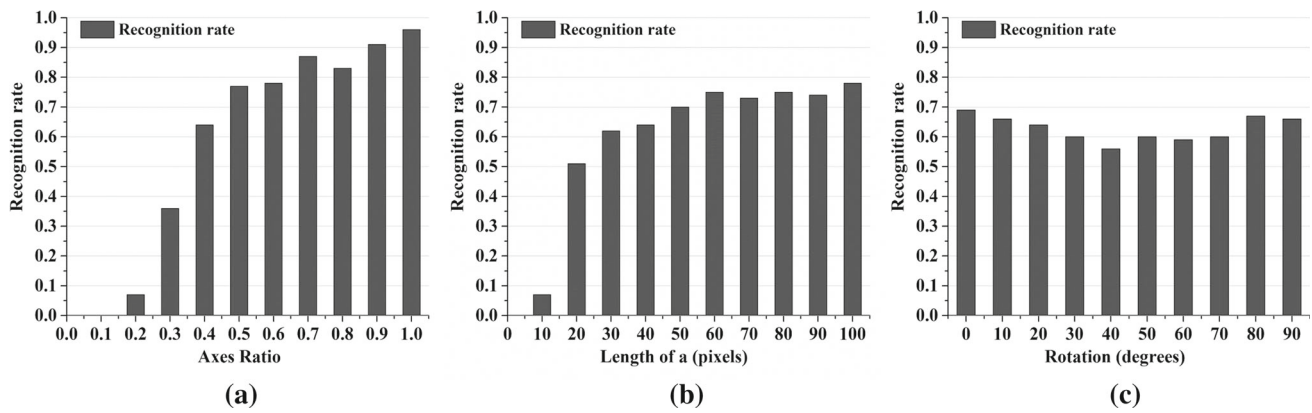 Recognition rate
1.0
0.9
0.8
0.7
0.6
0.5
0.4
0.3
0.2
0.1
0.0
Recognition rate
0.0 0.1 0.2 0.3 0.4 0.5 0.6 0.7 0.8 0.9 1.0
Axes Ratio
(a)
Recognition rate
1.0
0.9
0.8
0.7
0.6
0.5
0.4
0.3
0.2
0.1
0.0
Recognition rate
0 10 20 30 40 50 60 70 80 90 100
Length of a (pixels)
(b)
Recognition rate
1.0
0.9
0.8
0.7
0.6
0.5
0.4
0.3
0.2
0.1
0.0
Recognition rate
0 10 20 30 40 50 60 70 80 90
Rotation (degrees)
(c)